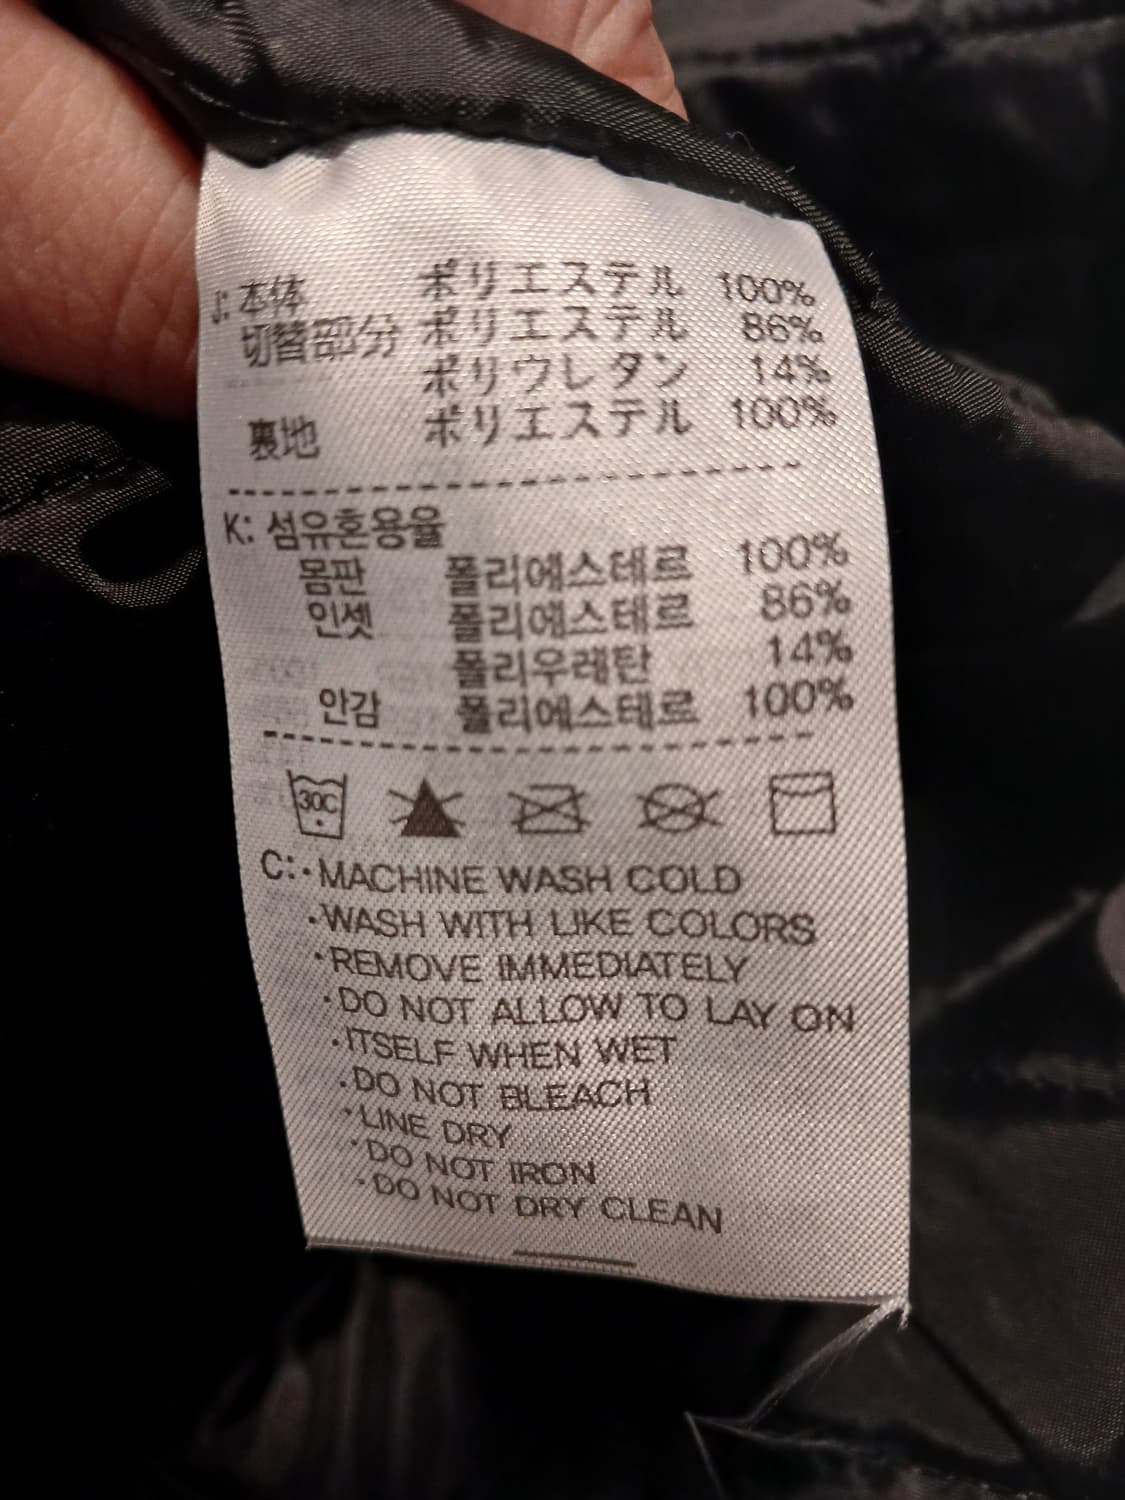 J: 本体 ポリエステル 100%
切替部分 ポリエステル 86%
ポリウレタン 14%
裏地 ポリエステル 100%
K: 섬유혼용율
몸판 폴리에스테르 100%
인셋 폴리에스테르 86%
폴리우레탄 14%
안감 폴리에스테르 100%
30C
C:·MACHINE WASH COLD
·WASH WITH LIKE COLORS
·REMOVE IMMEDIATELY
·DO NOT ALLOW TO LAY ON
·ITSELF WHEN WET
·DO NOT BLEACH
·LINE DRY
·DO NOT IRON
·DO NOT DRY CLEAN